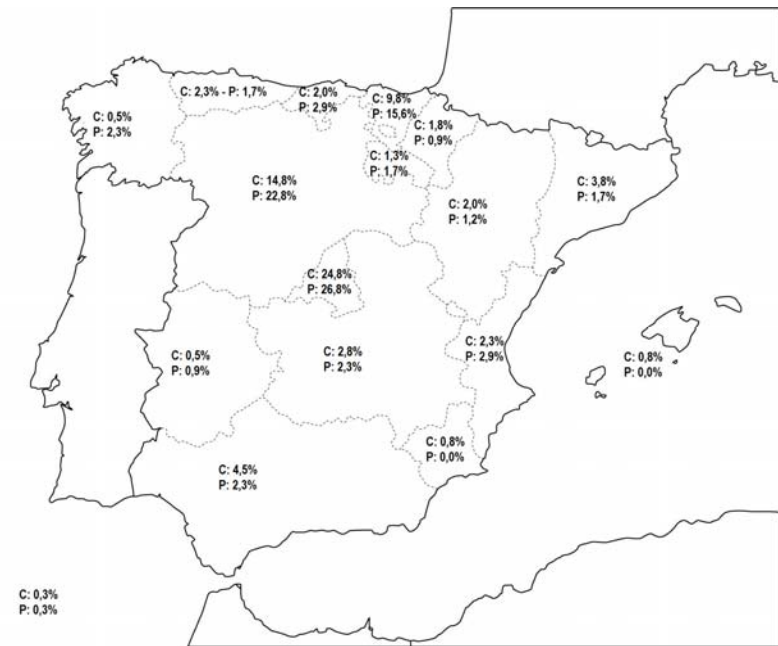 C: 2,3% - P: 1,7%
C: 2,0%
P: 2,9%
C: 9,8%
P: 15,6%
C: 0,5%
P: 2,3%
C: 1,8%
P: 0,9%
C: 1,3%
P: 1,7%
C: 14,8%
P: 22,8%
C: 3,8%
P: 1,7%
C: 2,0%
P: 1,2%
C: 24,8%
P: 26,8%
C: 2,3%
P: 2,9%
C: 0,5%
P: 0,9%
C: 2,8%
P: 2,3%
C: 0,8%
P: 0,0%
C: 0,8%
P: 0,0%
C: 4,5%
P: 2,3%
C: 0,3%
P: 0,3%